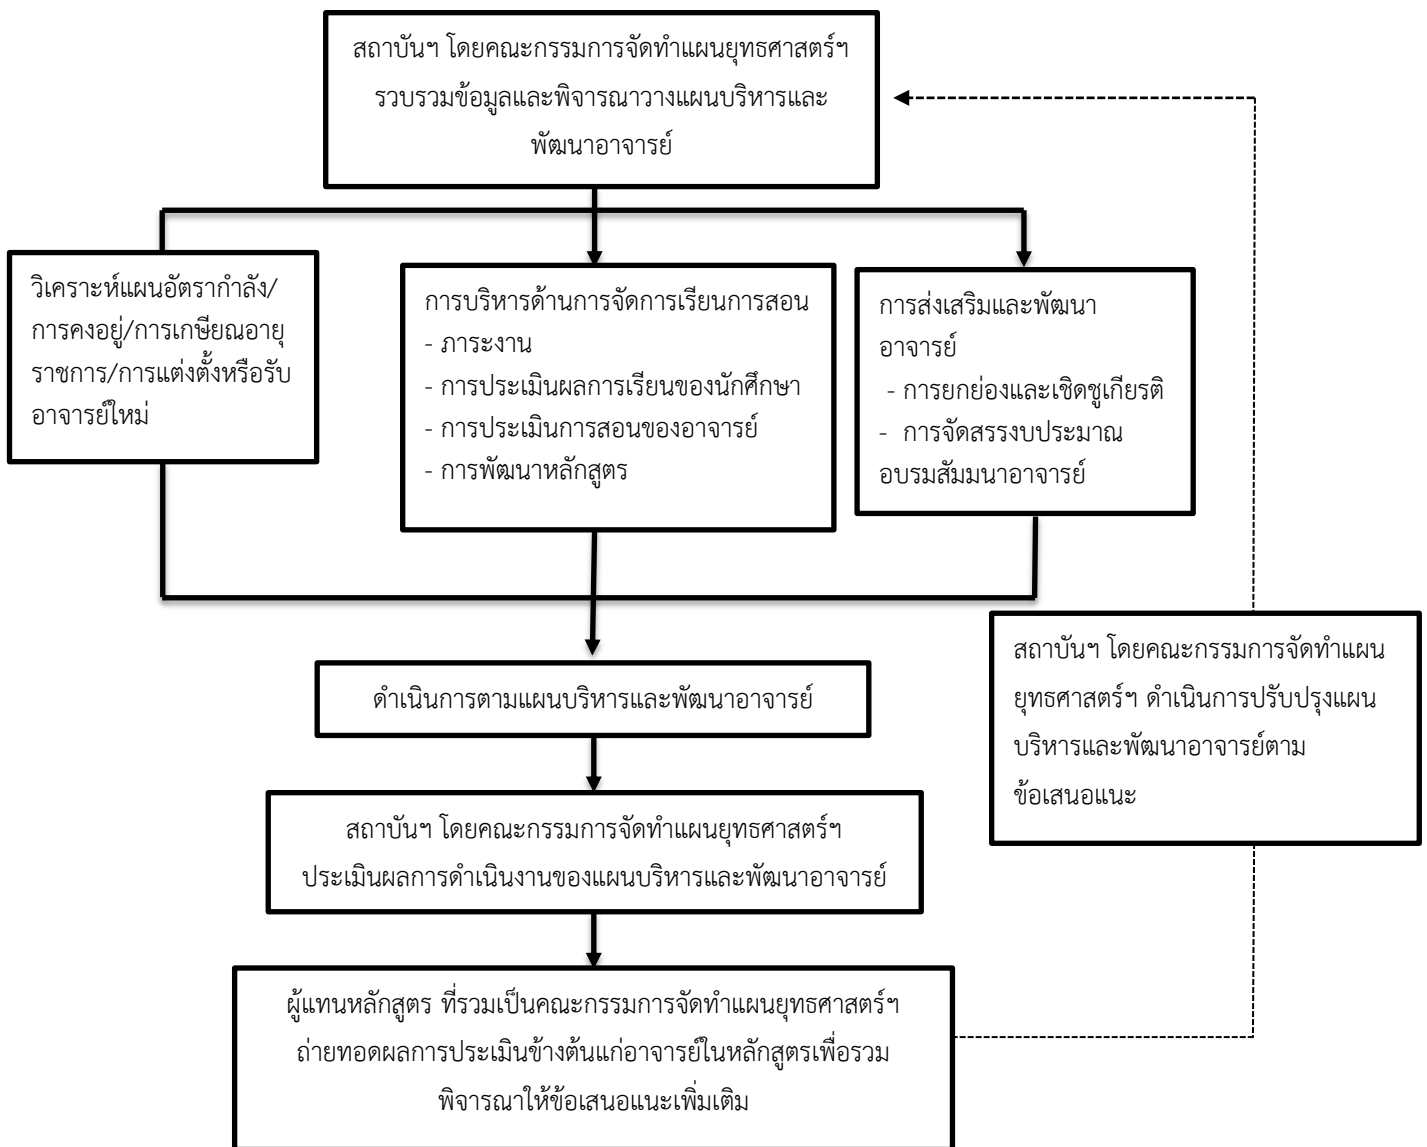 สถาบันฯ โดยคณะกรรมการจัดทำแผนยุทธศาสตร์ฯ
รวบรวมข้อมูลและพิจารณาวางแผนบริหารและ
พัฒนาอาจารย์
วิเคราะห์แผนอัตรากำลัง/
การคงอยู่/การเกษียณอายุ
ราชการ/การแต่งตั้งหรือรับ
อาจารย์ใหม่
การบริหารด้านการจัดการเรียนการสอน
- ภาระงาน
- การประเมินผลการเรียนของนักศึกษา
- การประเมินการสอนของอาจารย์
- การพัฒนาหลักสูตร
การส่งเสริมและพัฒนา
อาจารย์
- การยกย่องและเชิดชูเกียรติ
- การจัดสรรงบประมาณ
อบรมสัมมนาอาจารย์
ดำเนินการตามแผนบริหารและพัฒนาอาจารย์
สถาบันฯ โดยคณะกรรมการจัดทำแผนยุทธศาสตร์ฯ
ประเมินผลการดำเนินงานของแผนบริหารและพัฒนาอาจารย์
ผู้แทนหลักสูตร ที่รวมเป็นคณะกรรมการจัดทำแผนยุทธศาสตร์ฯ
ถ่ายทอดผลการประเมินข้างต้นแก่อาจารย์ในหลักสูตรเพื่อรวม
พิจารณาให้ข้อเสนอแนะเพิ่มเติม
สถาบันฯ โดยคณะกรรมการจัดทำแผน
ยุทธศาสตร์ฯ ดำเนินการปรับปรุงแผน
บริหารและพัฒนาอาจารย์ตาม
ข้อเสนอแนะ